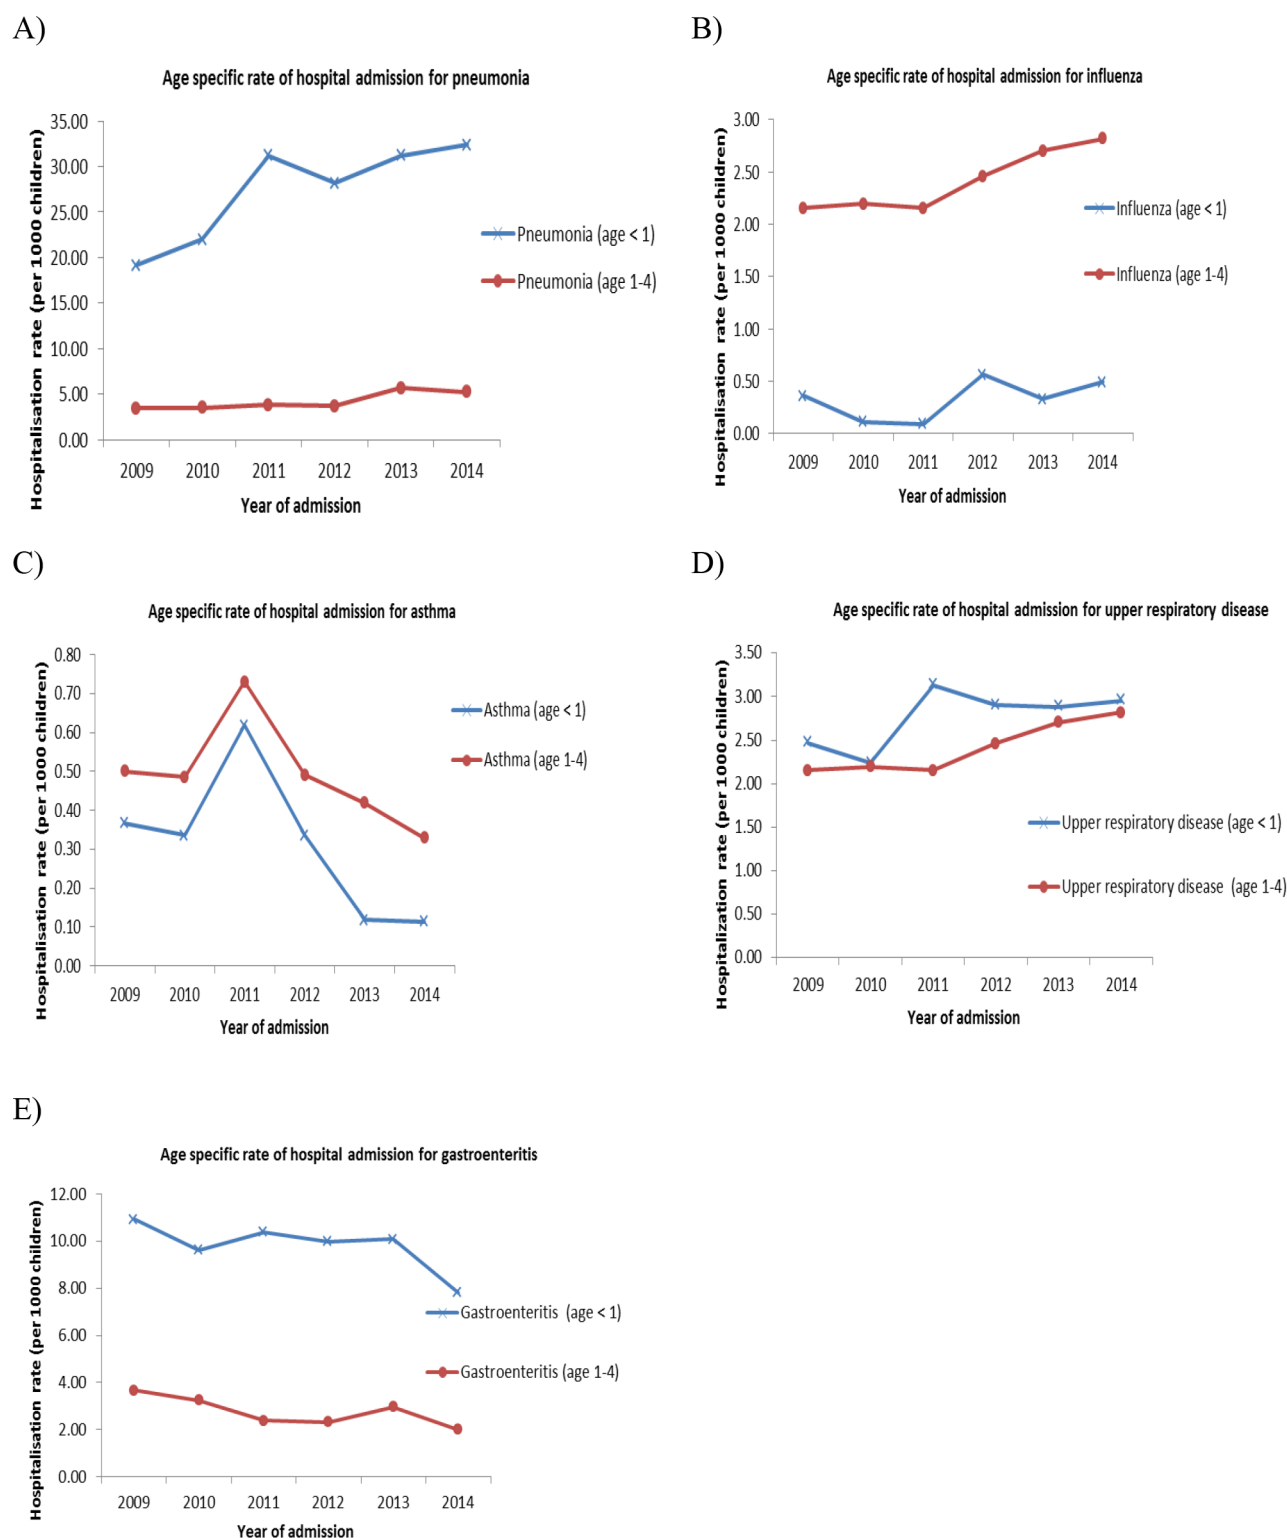 A)
Age specific rate of hospital admission for pneumonia
Hospitalisation rate (per 1000 children)
35.00
30.00
25.00
20.00
15.00
10.00
5.00
0.00
2009 2010 2011 2012 2013 2014
Year of admission
Pneumonia (age < 1)
Pneumonia (age 1-4)
B)
Age specific rate of hospital admission for influenza
Hospitalisation rate (per 1000 children)
3.00
2.50
2.00
1.50
1.00
0.50
0.00
2009 2010 2011 2012 2013 2014
Year of admission
Influenza (age < 1)
Influenza (age 1-4)
C)
Age specific rate of hospital admission for asthma
Hospitalisation rate (per 1000 children)
0.80
0.70
0.60
0.50
0.40
0.30
0.20
0.10
0.00
2009 2010 2011 2012 2013 2014
Year of admission
Asthma (age < 1)
Asthma (age 1-4)
D)
Age specific rate of hospital admission for upper respiratory disease
Hospitalization rate (per 1000 children)
3.50
3.00
2.50
2.00
1.50
1.00
0.50
0.00
2009 2010 2011 2012 2013 2014
Year of admission
Upper respiratory disease (age < 1)
Upper respiratory disease (age 1-4)
E)
Age specific rate of hospital admission for gastroenteritis
Hospitalisation rate (per 1000 children)
12.00
10.00
8.00
6.00
4.00
2.00
0.00
2009 2010 2011 2012 2013 2014
Year of admission
Gastroenteritis (age < 1)
Gastroenteritis (age 1-4)